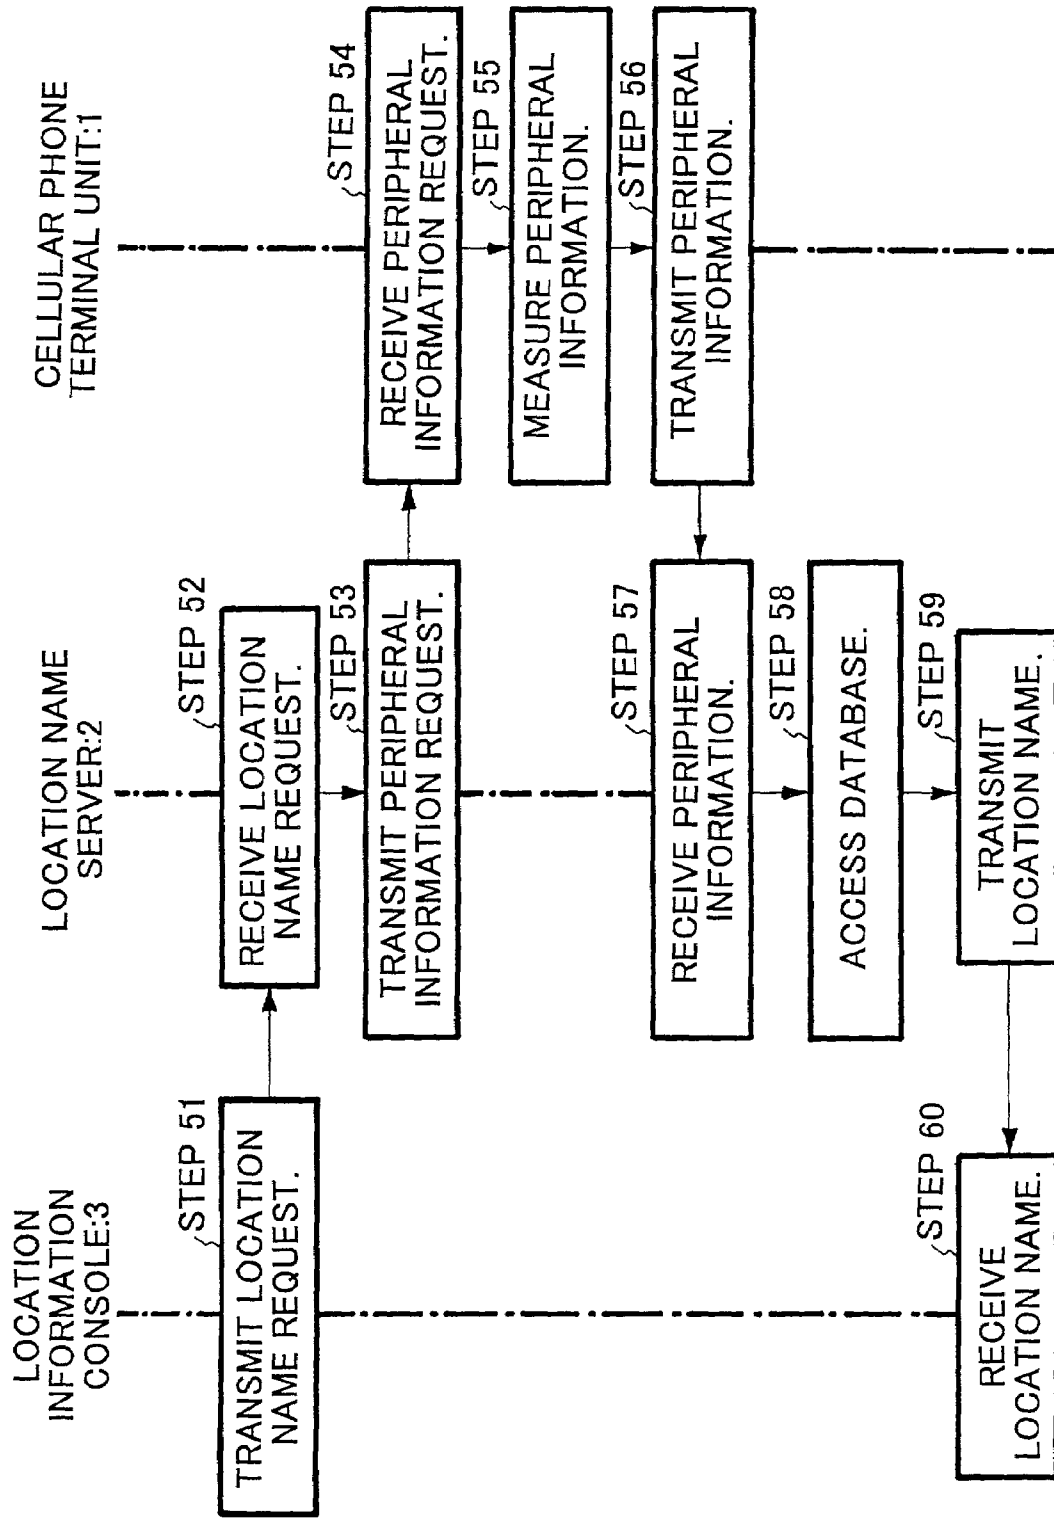 LOCATION
INFORMATION
CONSOLE:3
LOCATION NAME
SERVER:2
CELLULAR PHONE
TERMINAL UNIT:1
STEP 51
TRANSMIT LOCATION
NAME REQUEST.
STEP 52
RECEIVE LOCATION
NAME REQUEST.
STEP 53
TRANSMIT PERIPHERAL
INFORMATION REQUEST.
STEP 54
RECEIVE PERIPHERAL
INFORMATION REQUEST.
STEP 55
MEASURE PERIPHERAL
INFORMATION.
STEP 56
TRANSMIT PERIPHERAL
INFORMATION.
STEP 57
RECEIVE PERIPHERAL
INFORMATION.
STEP 58
ACCESS DATABASE.
STEP 59
TRANSMIT
LOCATION NAME.
STEP 60
RECEIVE
LOCATION NAME.